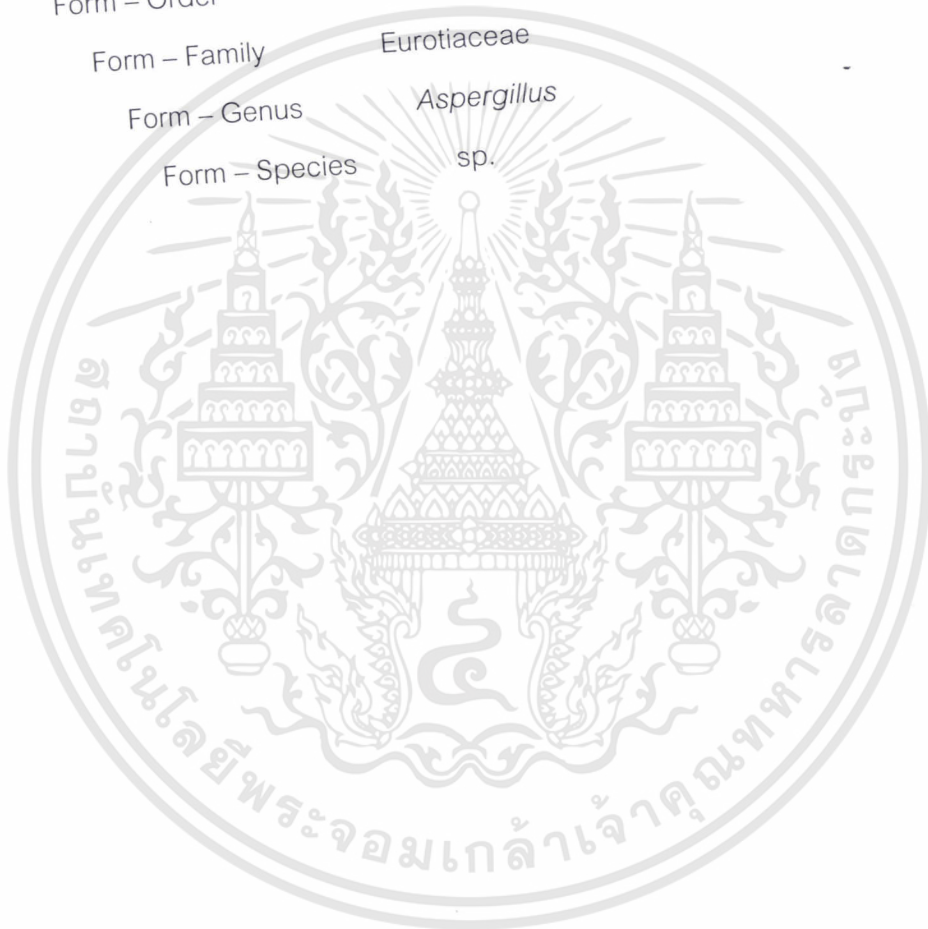 Form – Order
Form – Family Eurotiaceae
Form – Genus Aspergillus
Form – Species sp.
สถาบันเทคโนโลยีพระจอมเกล้าเจ้าคุณทหารลาดกระบัง